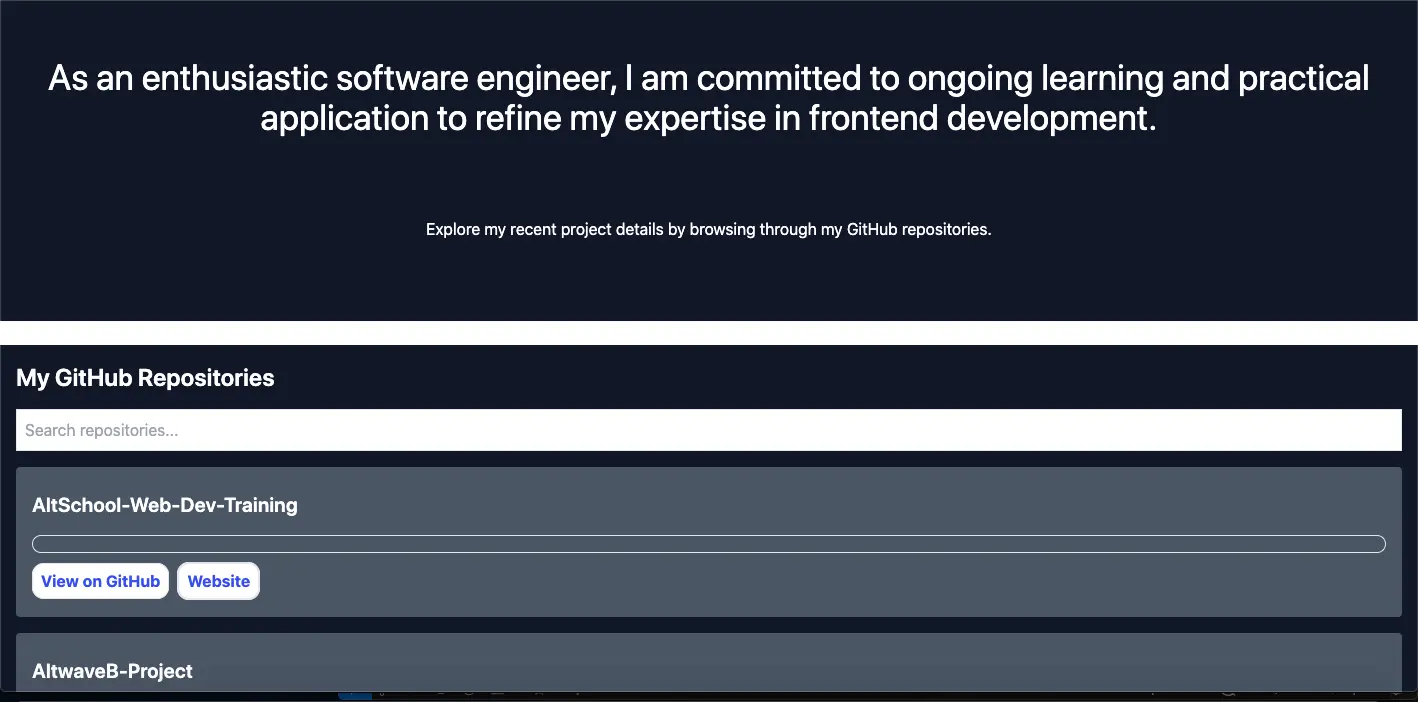 As an enthusiastic software engineer, I am committed to ongoing learning and practical
application to refine my expertise in frontend development.
Explore my recent project details by browsing through my GitHub repositories.
My GitHub Repositories
Search repositories...
AltSchool-Web-Dev-Training
View on GitHub Website
AltwaveB-Project